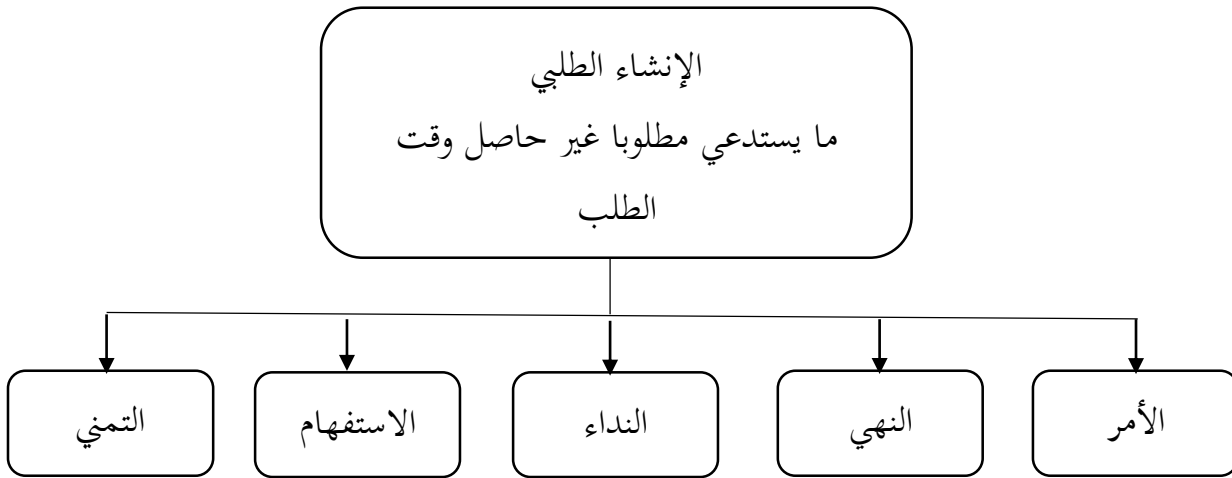 الإنشاء الطلبي
ما يستدعي مطلوبا غير حاصل وقت
الطلب
الأمر
النهي
النداء
الاستفهام
التمني